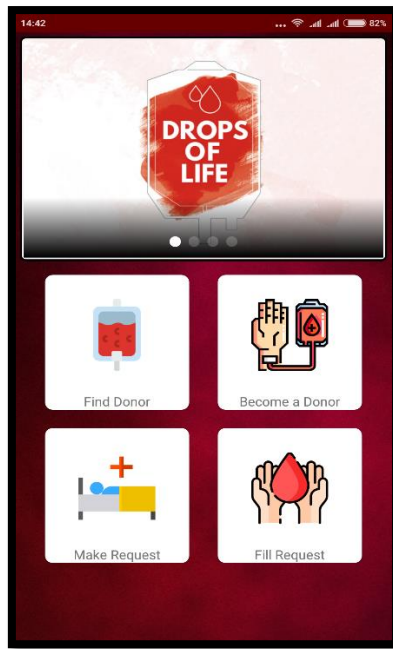 14:42
... 82%
DROPS
OF
LIFE
Find Donor
Become a Donor
Make Request
Fill Request